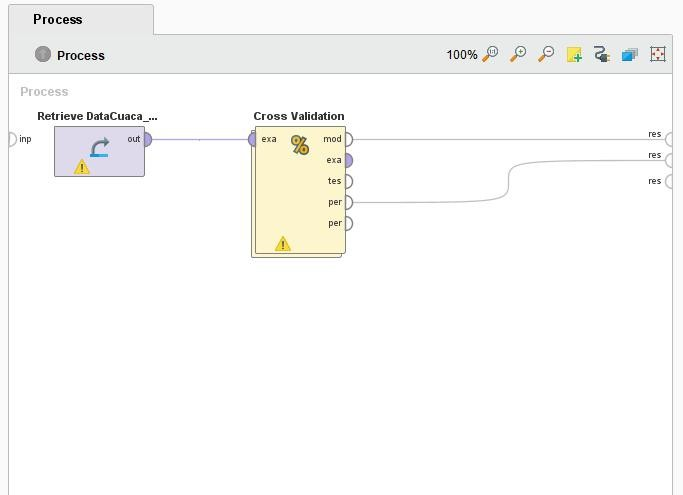 Process
Process
100%
Process
Retrieve DataCuaca_...
Cross Validation
inp
out
exa
%
mod
res
exa
res
tes
res
per
per